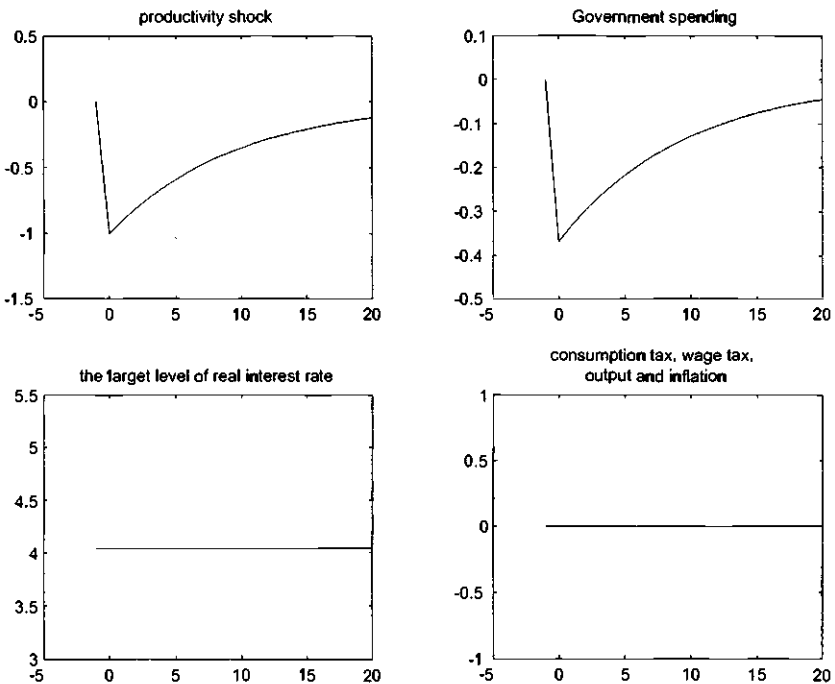 productivity shock
0.5
0
-0.5
-1
-1.5
-5 0 5 10 15 20
Government spending
0.1
0
-0.1
-0.2
-0.3
-0.4
-0.5
-5 0 5 10 15 20
the target level of real interest rate
5.5
5
4.5
4
3.5
3
-5 0 5 10 15 20
consumption tax, wage tax,
output and inflation
1
0.5
0
-0.5
-1
-5 0 5 10 15 20